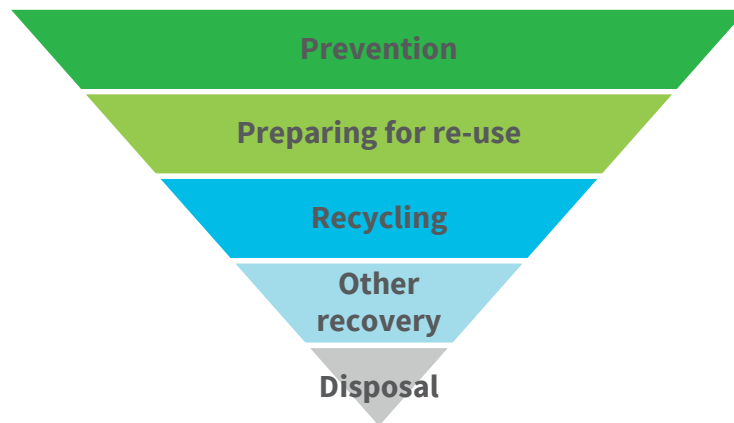 Prevention
Preparing for re-use
Recycling
Other
recovery
Disposal